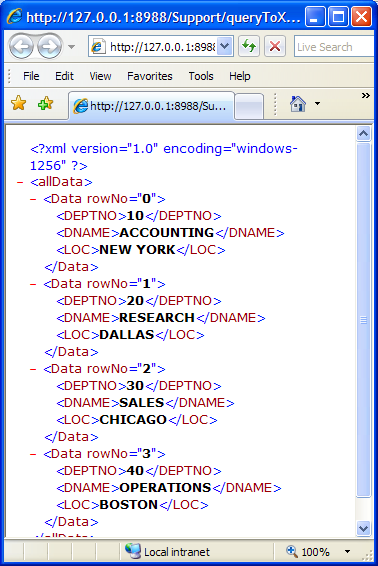 http://127.0.0.1:8988/Support/queryToX...
http://127.0.0.1:8988
Live Search
File Edit View Favorites Tools Help
http://127.0.0.1:8988/Su...
<?xml version="1.0" encoding="windows-
1256" ?>
- <allData>
- <Data rowNo="0">
<DEPTNO>10</DEPTNO>
<DNAME>ACCOUNTING</DNAME>
<LOC>NEW YORK</LOC>
</Data>
- <Data rowNo="1">
<DEPTNO>20</DEPTNO>
<DNAME>RESEARCH</DNAME>
<LOC>DALLAS</LOC>
</Data>
- <Data rowNo="2">
<DEPTNO>30</DEPTNO>
<DNAME>SALES</DNAME>
<LOC>CHICAGO</LOC>
</Data>
- <Data rowNo="3">
<DEPTNO>40</DEPTNO>
<DNAME>OPERATIONS</DNAME>
<LOC>BOSTON</LOC>
</Data>
</allData>
Local intranet 100%